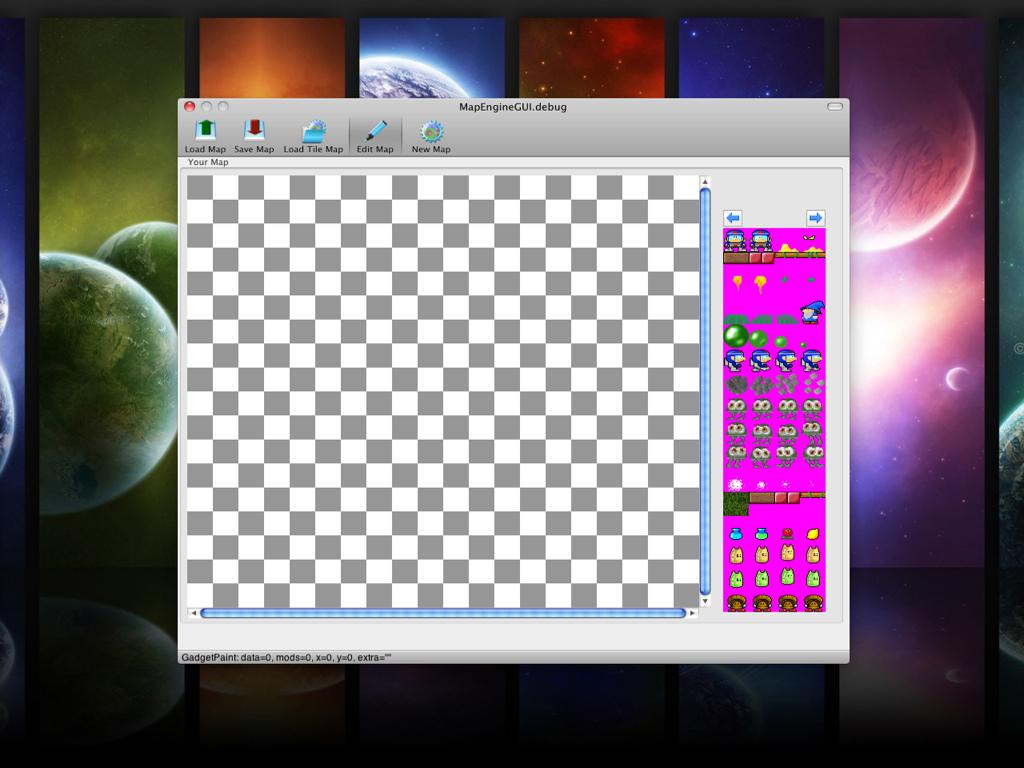 MapEngineGUI.debug
Load Map Save Map Load Tile Map Edit Map New Map
Your Map
©
GadgetPaint: data=0, mods=0, x=0, y=0, extra=""